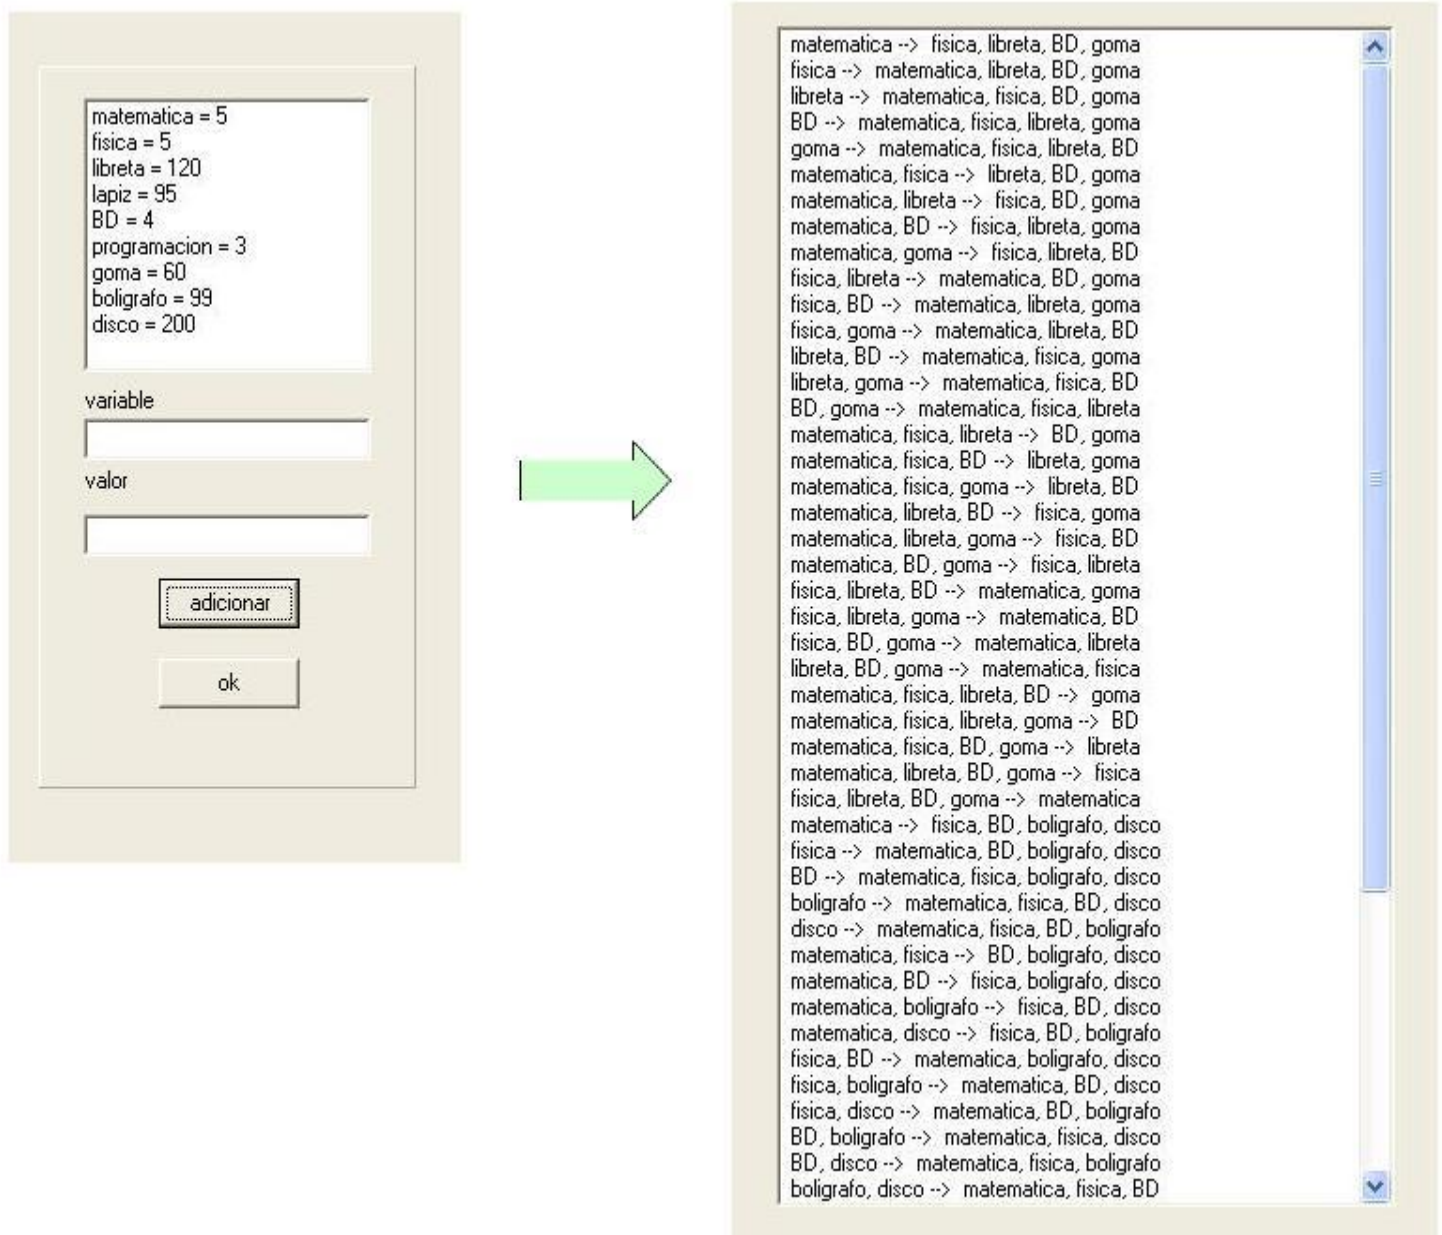 matematica = 5
fisica = 5
libreta = 120
lapiz = 95
BD = 4
programacion = 3
goma = 60
boligrafo = 99
disco = 200
variable
valor
adicionar
ok
matematica --> fisica, libreta, BD, goma
fisica --> matematica, libreta, BD, goma
libreta --> matematica, fisica, BD, goma
BD --> matematica, fisica, libreta, goma
goma --> matematica, fisica, libreta, BD
matematica, fisica --> libreta, BD, goma
matematica, libreta --> fisica, BD, goma
matematica, BD --> fisica, libreta, goma
matematica, goma --> fisica, libreta, BD
fisica, libreta --> matematica, BD, goma
fisica, BD --> matematica, libreta, goma
fisica, goma --> matematica, libreta, BD
libreta, BD --> matematica, fisica, goma
libreta, goma --> matematica, fisica, BD
BD, goma --> matematica, fisica, libreta
matematica, fisica, libreta --> BD, goma
matematica, fisica, BD --> libreta, goma
matematica, fisica, goma --> libreta, BD
matematica, libreta, BD --> fisica, goma
matematica, libreta, goma --> fisica, BD
matematica, BD, goma --> fisica, libreta
fisica, libreta, BD --> matematica, goma
fisica, libreta, goma --> matematica, BD
fisica, BD, goma --> matematica, libreta
libreta, BD, goma --> matematica, fisica
matematica, fisica, libreta, BD --> goma
matematica, fisica, libreta, goma --> BD
matematica, fisica, BD, goma --> libreta
matematica, libreta, BD, goma --> fisica
fisica, libreta, BD, goma --> matematica
matematica --> fisica, BD, boligrafo, disco
fisica --> matematica, BD, boligrafo, disco
BD --> matematica, fisica, boligrafo, disco
boligrafo --> matematica, fisica, BD, disco
disco --> matematica, fisica, BD, boligrafo
matematica, fisica --> BD, boligrafo, disco
matematica, BD --> fisica, boligrafo, disco
matematica, boligrafo --> fisica, BD, disco
matematica, disco --> fisica, BD, boligrafo
fisica, BD --> matematica, boligrafo, disco
fisica, boligrafo --> matematica, BD, disco
fisica, disco --> matematica, BD, boligrafo
BD, boligrafo --> matematica, fisica, disco
BD, disco --> matematica, fisica, boligrafo
boligrafo, disco --> matematica, fisica, BD